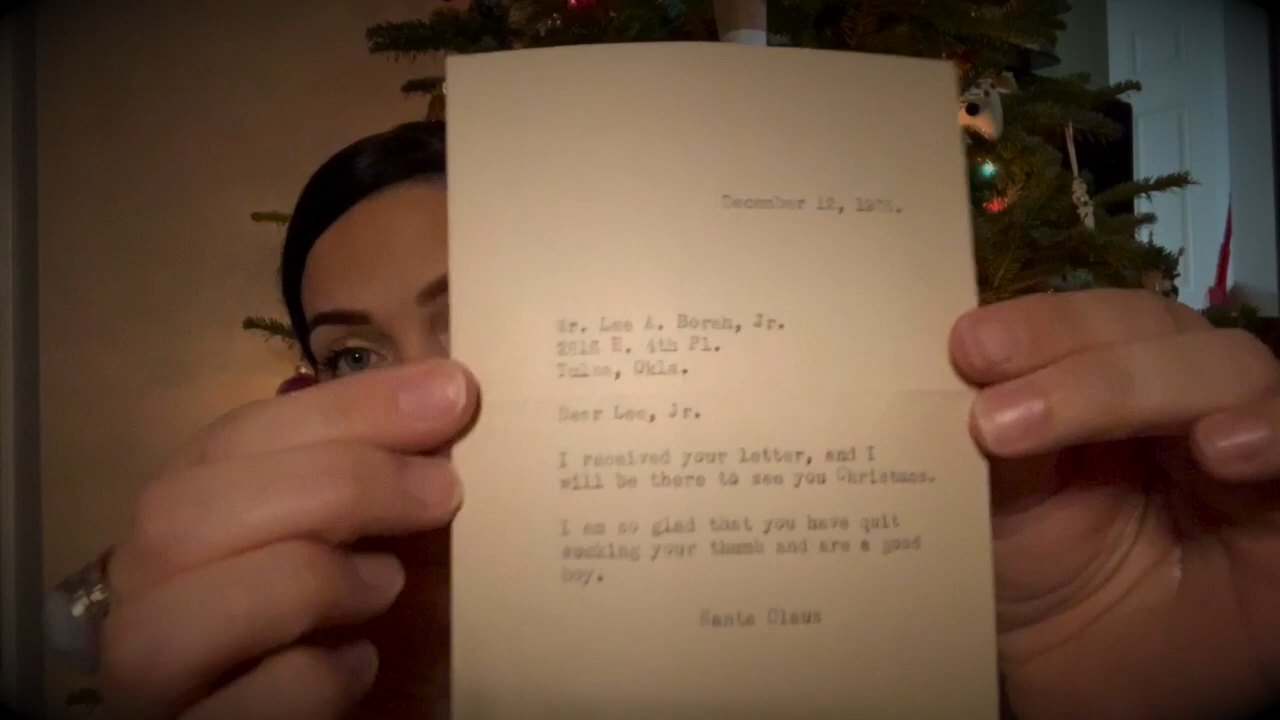 December 12,
Mr. Lee A. Borah, Jr.
E. 4th Pl.
Tulsa, Okla.
Dear Lee, Jr.
I received your letter, and I
will be there to see you Christmas.
I am so glad that you have quit
sucking your thumb and are a good
boy.
Santa Claus